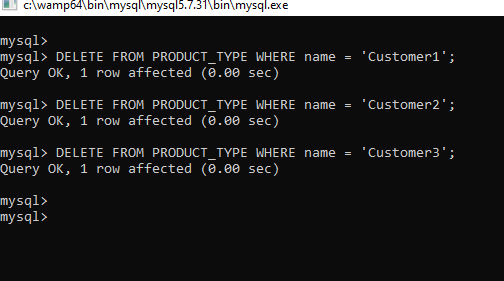 c:\wamp64\bin\mysql\mysql5.7.31\bin\mysql.exe
mysql>
mysql> DELETE FROM PRODUCT_TYPE WHERE name = 'Customer1';
Query OK, 1 row affected (0.00 sec)
mysql> DELETE FROM PRODUCT_TYPE WHERE name = 'Customer2';
Query OK, 1 row affected (0.00 sec)
mysql> DELETE FROM PRODUCT_TYPE WHERE name = 'Customer3';
Query OK, 1 row affected (0.00 sec)
mysql>
mysql>